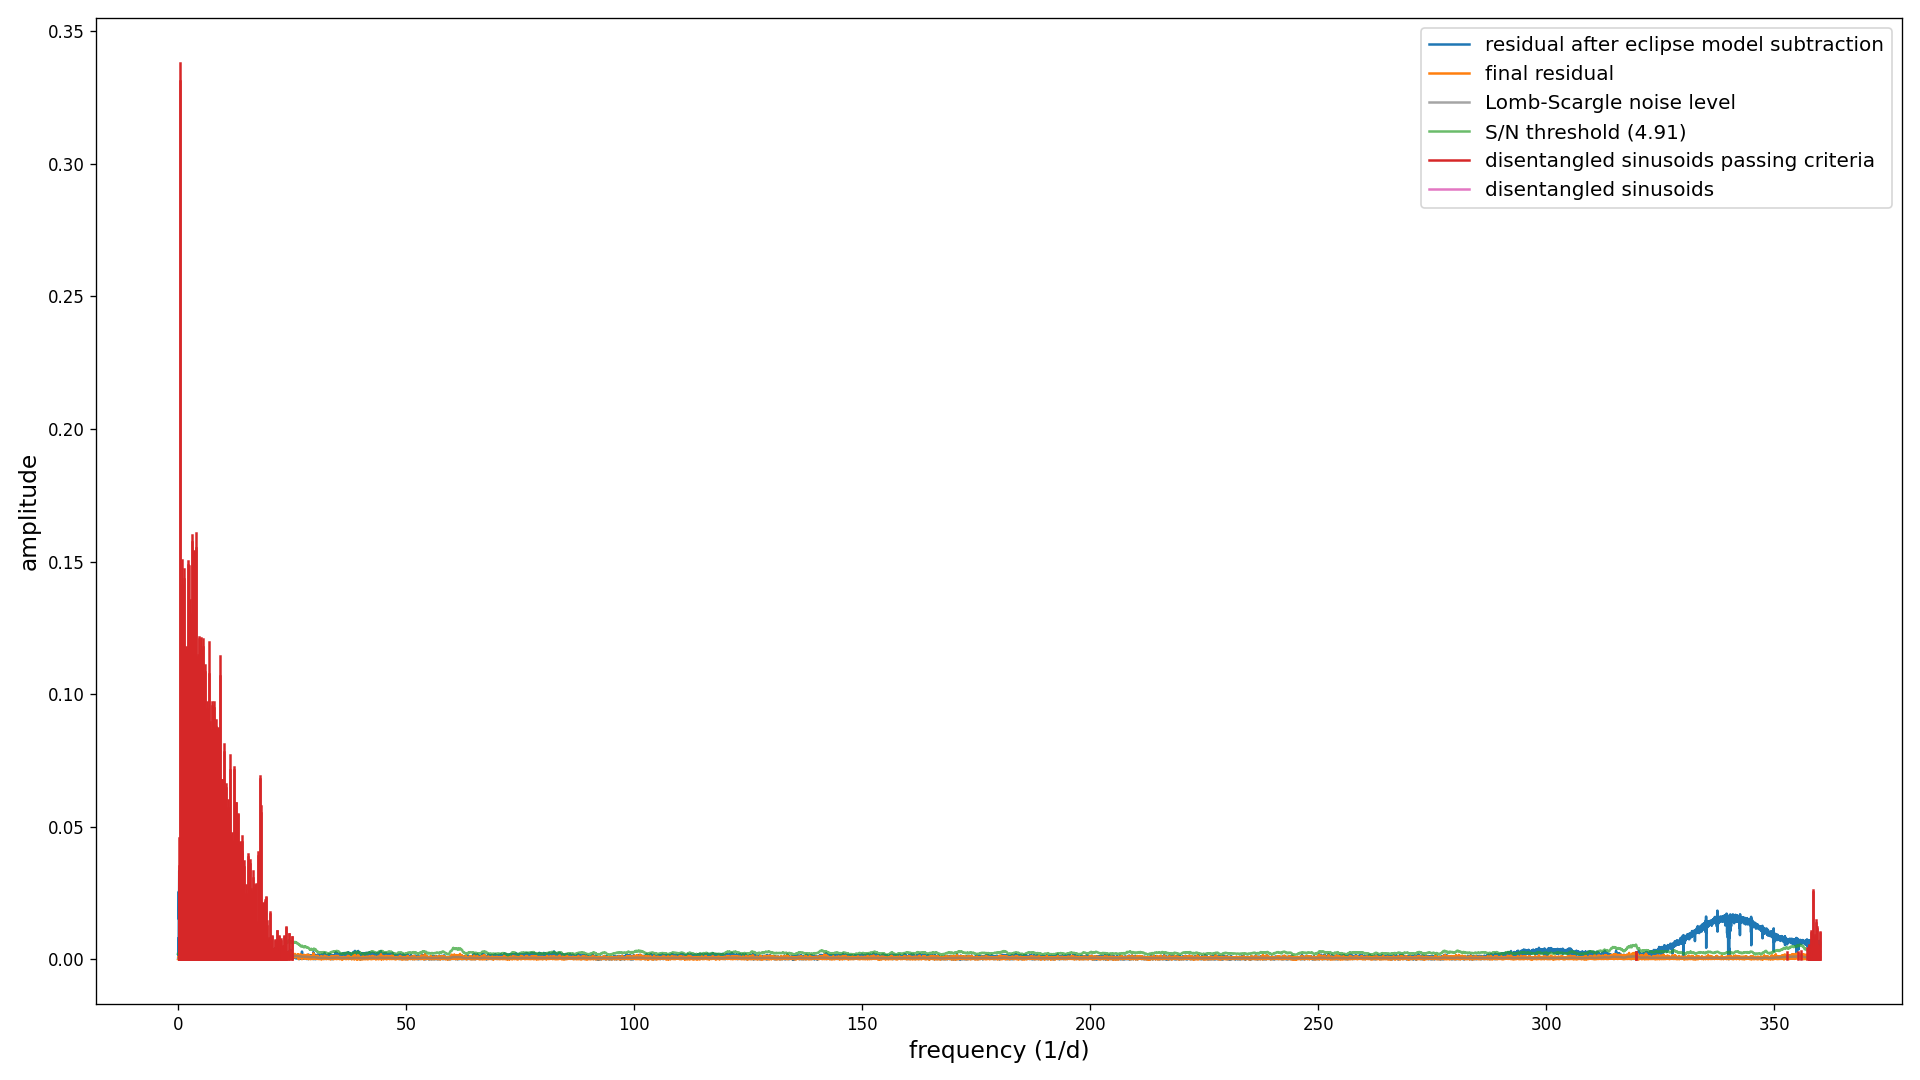 0.35
0.30
0.25
0.20
0.15
0.10
0.05
0.00
amplitude
0
50
100
150
200
250
300
350
frequency (1/d)
residual after eclipse model subtraction
final residual
Lomb-Scargle noise level
S/N threshold (4.91)
disentangled sinusoids passing criteria
disentangled sinusoids